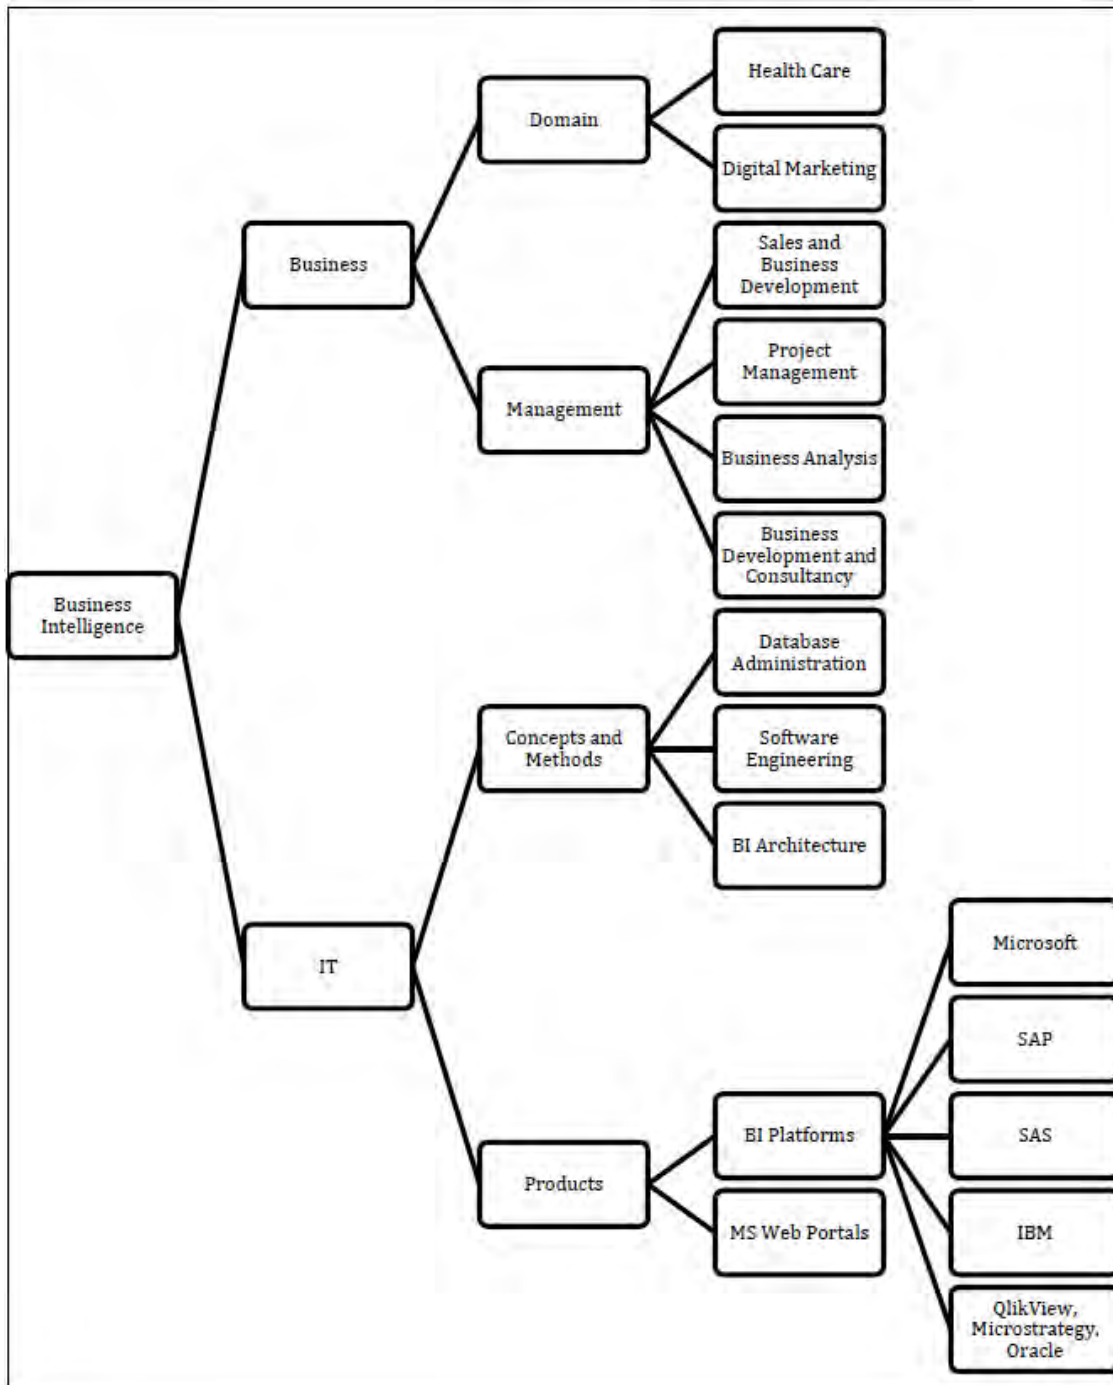 Health Care
Domain
Digital Marketing
Business
Sales and
Business
Development
Project
Management
Management
Business Analysis
Business
Development and
Consultancy
Business
Intelligence
Database
Administration
Concepts and
Methods
Software
Engineering
BI Architecture
IT
Microsoft
SAP
BI Platforms
SAS
Products
MS Web Portals
IBM
QlikView,
Microstrategy,
Oracle